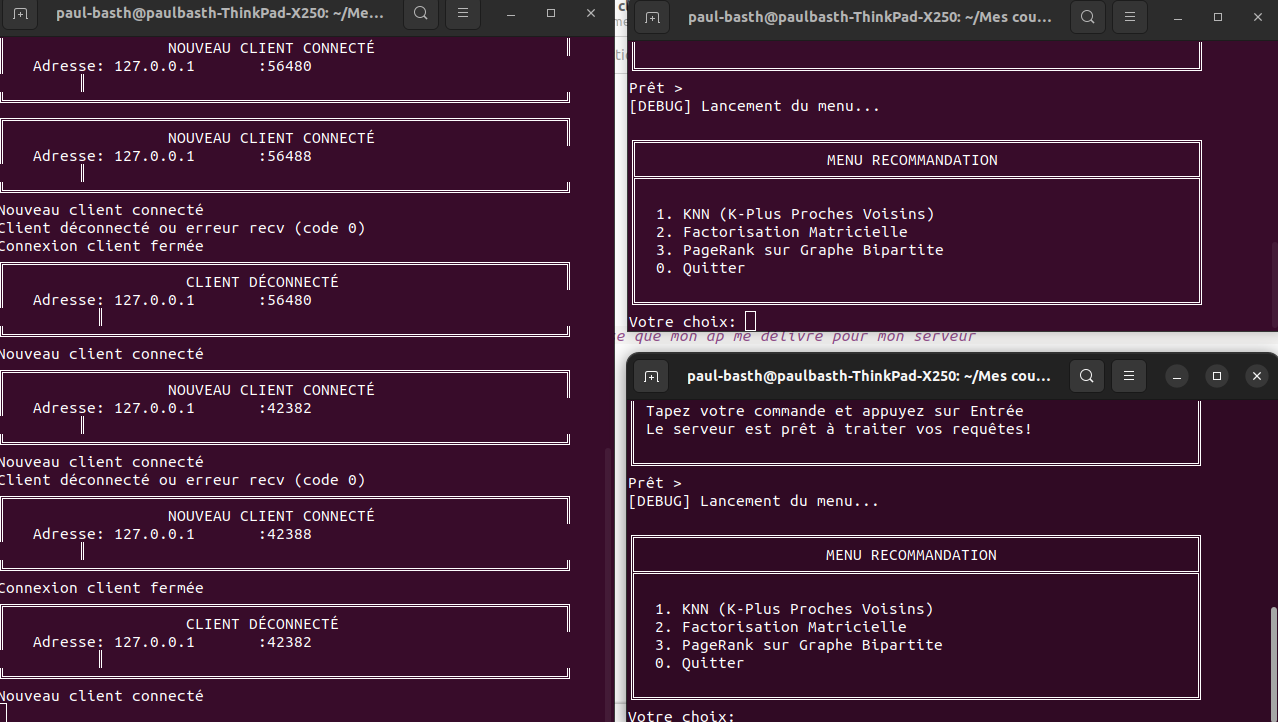 paul-basth@paulbasth-ThinkPad-X250: ~/Me...
NOUVEAU CLIENT CONNECTÉ
Adresse: 127.0.0.1 :56480
NOUVEAU CLIENT CONNECTÉ
Adresse: 127.0.0.1 :56488
Nouveau client connecté
Client déconnecté ou erreur recv (code 0)
Connexion client fermée
CLIENT DÉCONNECTÉ
Adresse: 127.0.0.1 :56480
Nouveau client connecté
NOUVEAU CLIENT CONNECTÉ
Adresse: 127.0.0.1 :42382
Nouveau client connecté
Client déconnecté ou erreur recv (code 0)
NOUVEAU CLIENT CONNECTÉ
Adresse: 127.0.0.1 :42388
Connexion client fermée
CLIENT DÉCONNECTÉ
Adresse: 127.0.0.1 :42382
Nouveau client connecté
paul-basth@paulbasth-ThinkPad-X250: ~/Mes cou...
Prêt >
[DEBUG] Lancement du menu...
MENU RECOMMANDATION
1. KNN (K-Plus Proches Voisins)
2. Factorisation Matricielle
3. PageRank sur Graphe Bipartite
0. Quitter
Votre choix:
que mon ap me delivre pour mon serveur
paul-basth@paulbasth-ThinkPad-X250: ~/Mes cou...
Tapez votre commande et appuyez sur Entrée
Le serveur est prêt à traiter vos requêtes!
Prêt >
[DEBUG] Lancement du menu...
MENU RECOMMANDATION
1. KNN (K-Plus Proches Voisins)
2. Factorisation Matricielle
3. PageRank sur Graphe Bipartite
0. Quitter
Votre choix: